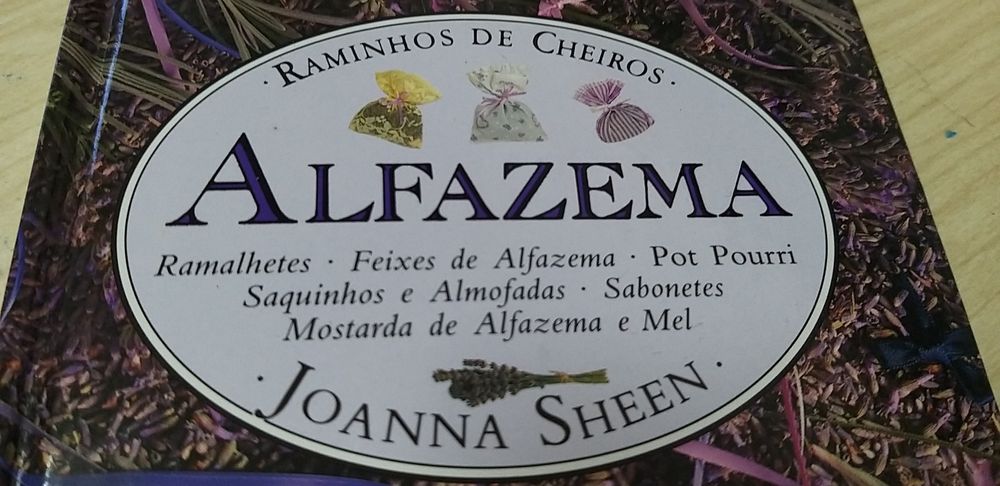 · RAMINHOS DE CHEIROS ·
ALFAZEMA
Ramalhetes · Feixes de Alfazema · Pot Pourri
Saquinhos e Almofadas · Sabonetes
Mostarda de Alfazema e Mel
· JOANNA SHEEN ·